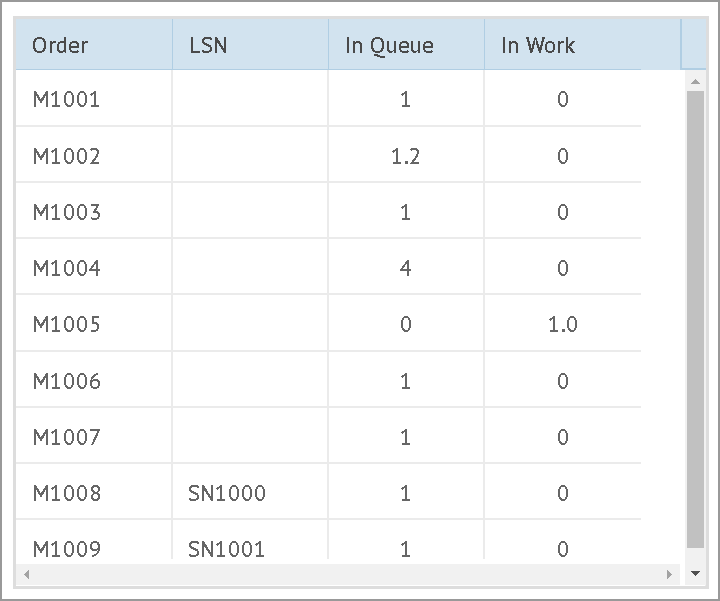 Order LSN In Queue In Work
M1001 1 0
M1002 1.2 0
M1003 1 0
M1004 4 0
M1005 0 1.0
M1006 1 0
M1007 1 0
M1008 SN1000 1 0
M1009 SN1001 1 0